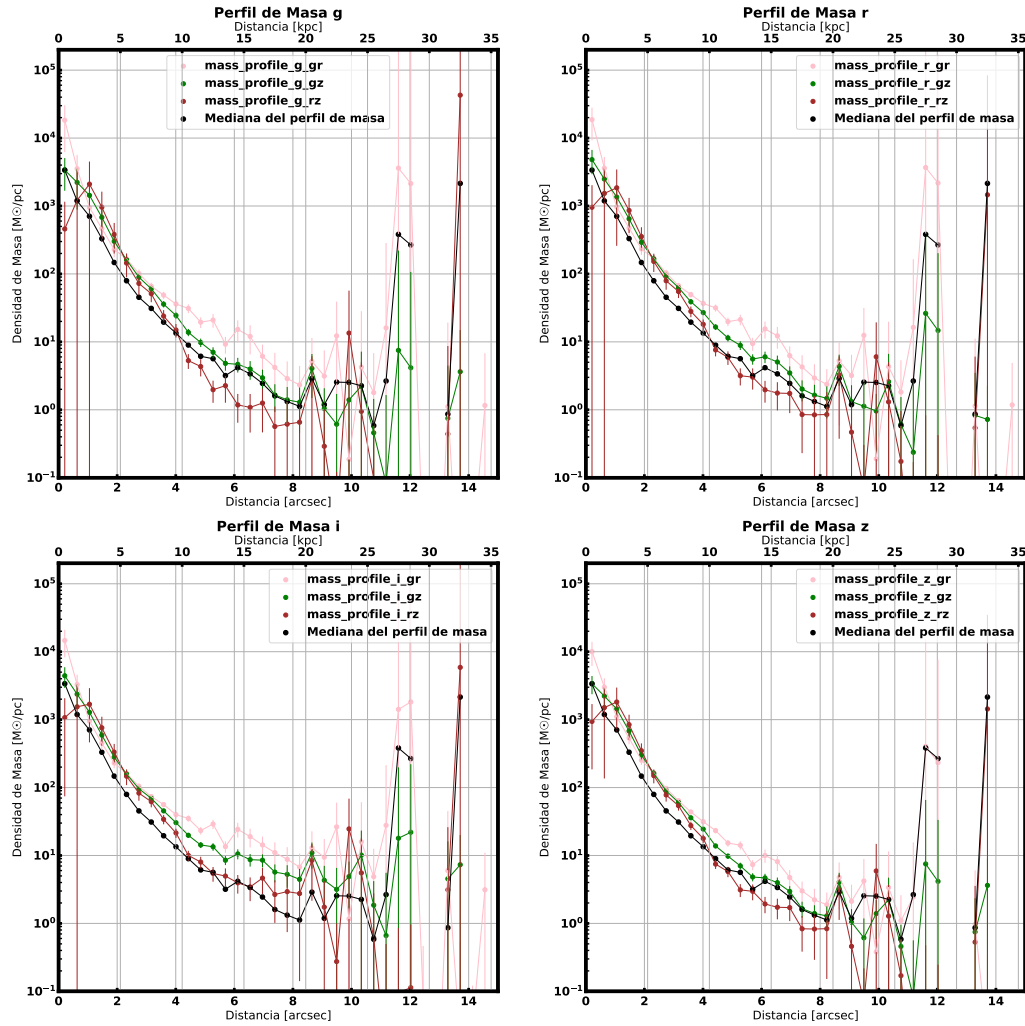 Perfil de Masa g
Distancia [kpc]
0 5 10 15 20 25 30 35
mass_profile_g_gr
mass_profile_g_gz
mass_profile_g_rz
Mediana del perfil de masa
Densidad de Masa [M☉/pc]
10⁵
10⁴
10³
10²
10¹
10⁰
10⁻¹
0 2 4 6 8 10 12 14
Distancia [arcsec]
Perfil de Masa r
Distancia [kpc]
0 5 10 15 20 25 30 35
mass_profile_r_gr
mass_profile_r_gz
mass_profile_r_rz
Mediana del perfil de masa
Densidad de Masa [M☉/pc]
10⁵
10⁴
10³
10²
10¹
10⁰
10⁻¹
0 2 4 6 8 10 12 14
Distancia [arcsec]
Perfil de Masa i
Distancia [kpc]
0 5 10 15 20 25 30 35
mass_profile_i_gr
mass_profile_i_gz
mass_profile_i_rz
Mediana del perfil de masa
Densidad de Masa [M☉/pc]
10⁵
10⁴
10³
10²
10¹
10⁰
10⁻¹
0 2 4 6 8 10 12 14
Distancia [arcsec]
Perfil de Masa z
Distancia [kpc]
0 5 10 15 20 25 30 35
mass_profile_z_gr
mass_profile_z_gz
mass_profile_z_rz
Mediana del perfil de masa
Densidad de Masa [M☉/pc]
10⁵
10⁴
10³
10²
10¹
10⁰
10⁻¹
0 2 4 6 8 10 12 14
Distancia [arcsec]